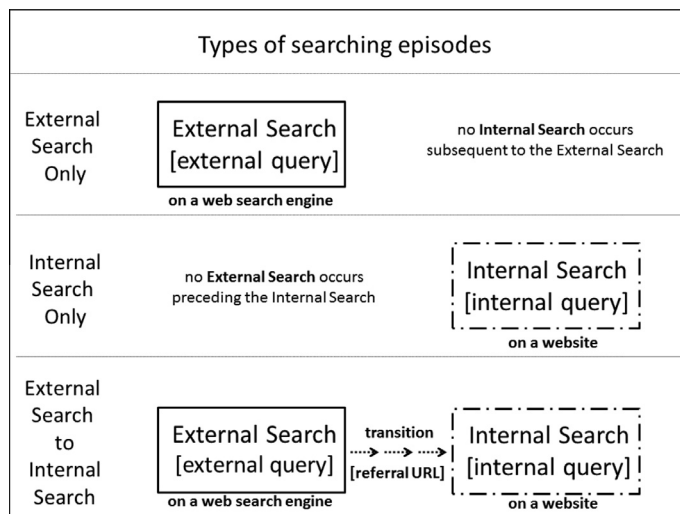 Types of searching episodes
External
Search
Only
External Search
[external query]
on a web search engine
no Internal Search occurs
subsequent to the External Search
Internal
Search
Only
no External Search occurs
preceding the Internal Search
Internal Search
[internal query]
on a website
External
Search
to
Internal
Search
External Search
[external query]
on a web search engine
transition
[referral URL]
Internal Search
[internal query]
on a website